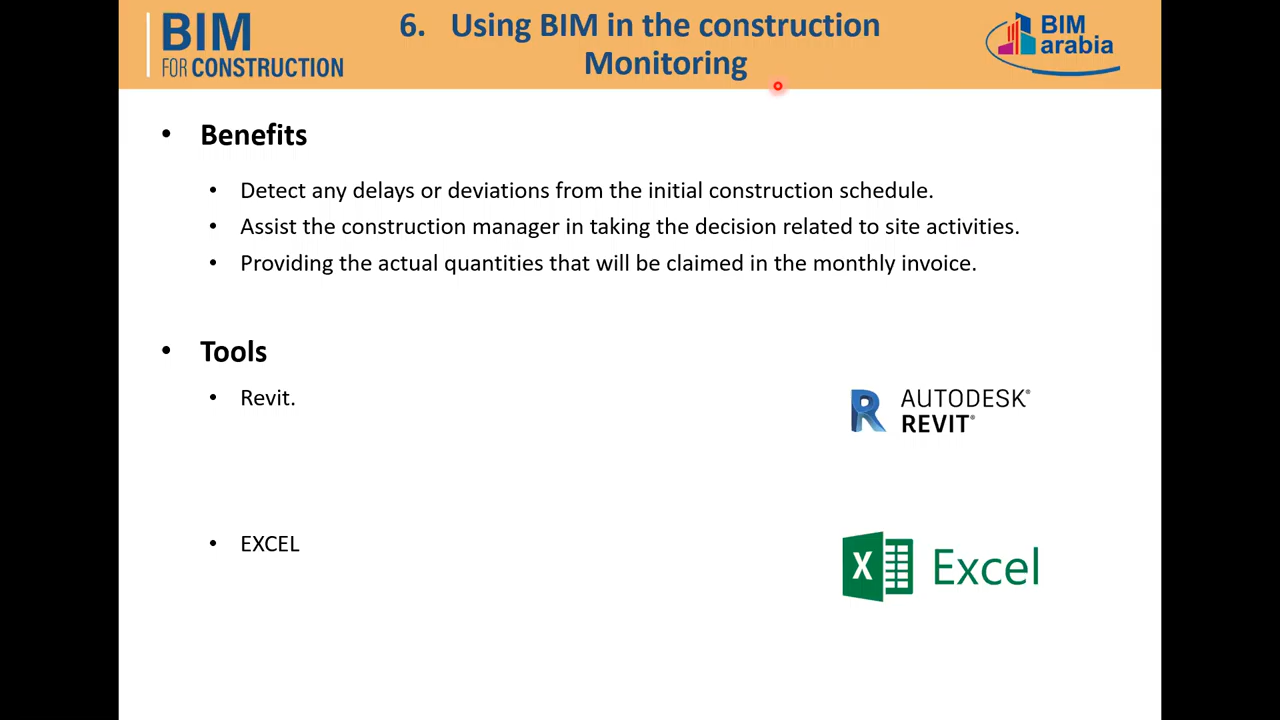 BIM
FOR CONSTRUCTION
6. Using BIM in the construction
Monitoring
BIM
arabia
• Benefits
• Detect any delays or deviations from the initial construction schedule.
• Assist the construction manager in taking the decision related to site activities.
• Providing the actual quantities that will be claimed in the monthly invoice.
• Tools
• Revit.
AUTODESK®
REVIT®
• EXCEL
X Excel